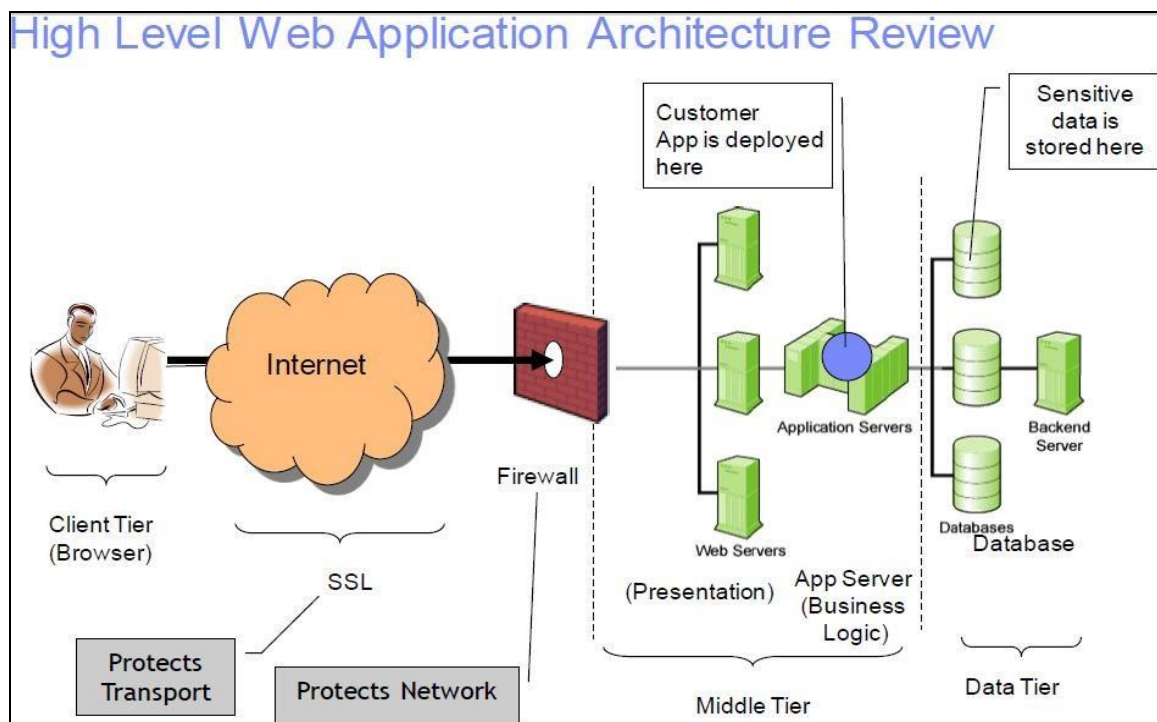 High Level Web Application Architecture Review
Customer
App is deployed
here
Sensitive
data is
stored here
Internet
Application Servers
Backend
Server
Firewall
Client Tier
(Browser)
SSL
Web Servers
Databases
Database
(Presentation)
App Server
(Business
Logic)
Protects
Transport
Protects Network
Middle Tier
Data Tier